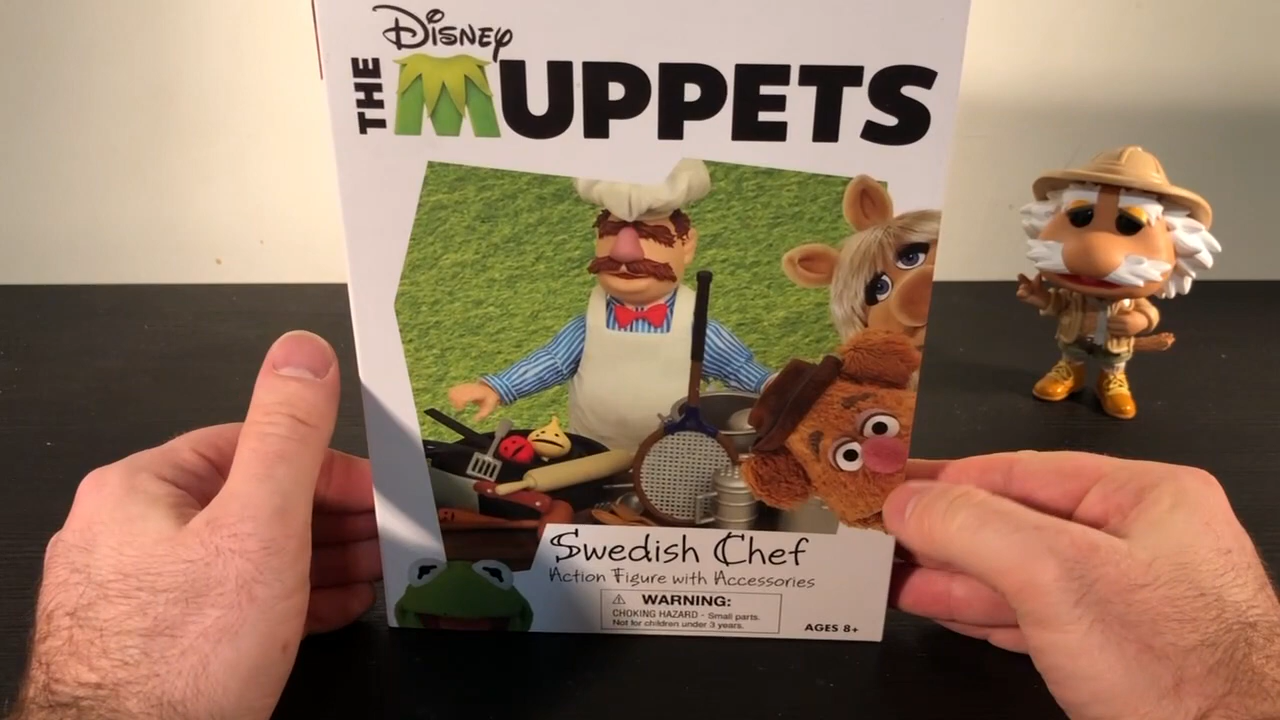 Disney
THE MUPPETS
Swedish Chef
Action Figure with Accessories
⚠ WARNING:
CHOKING HAZARD - Small parts.
Not for children under 3 years.
AGES 8+